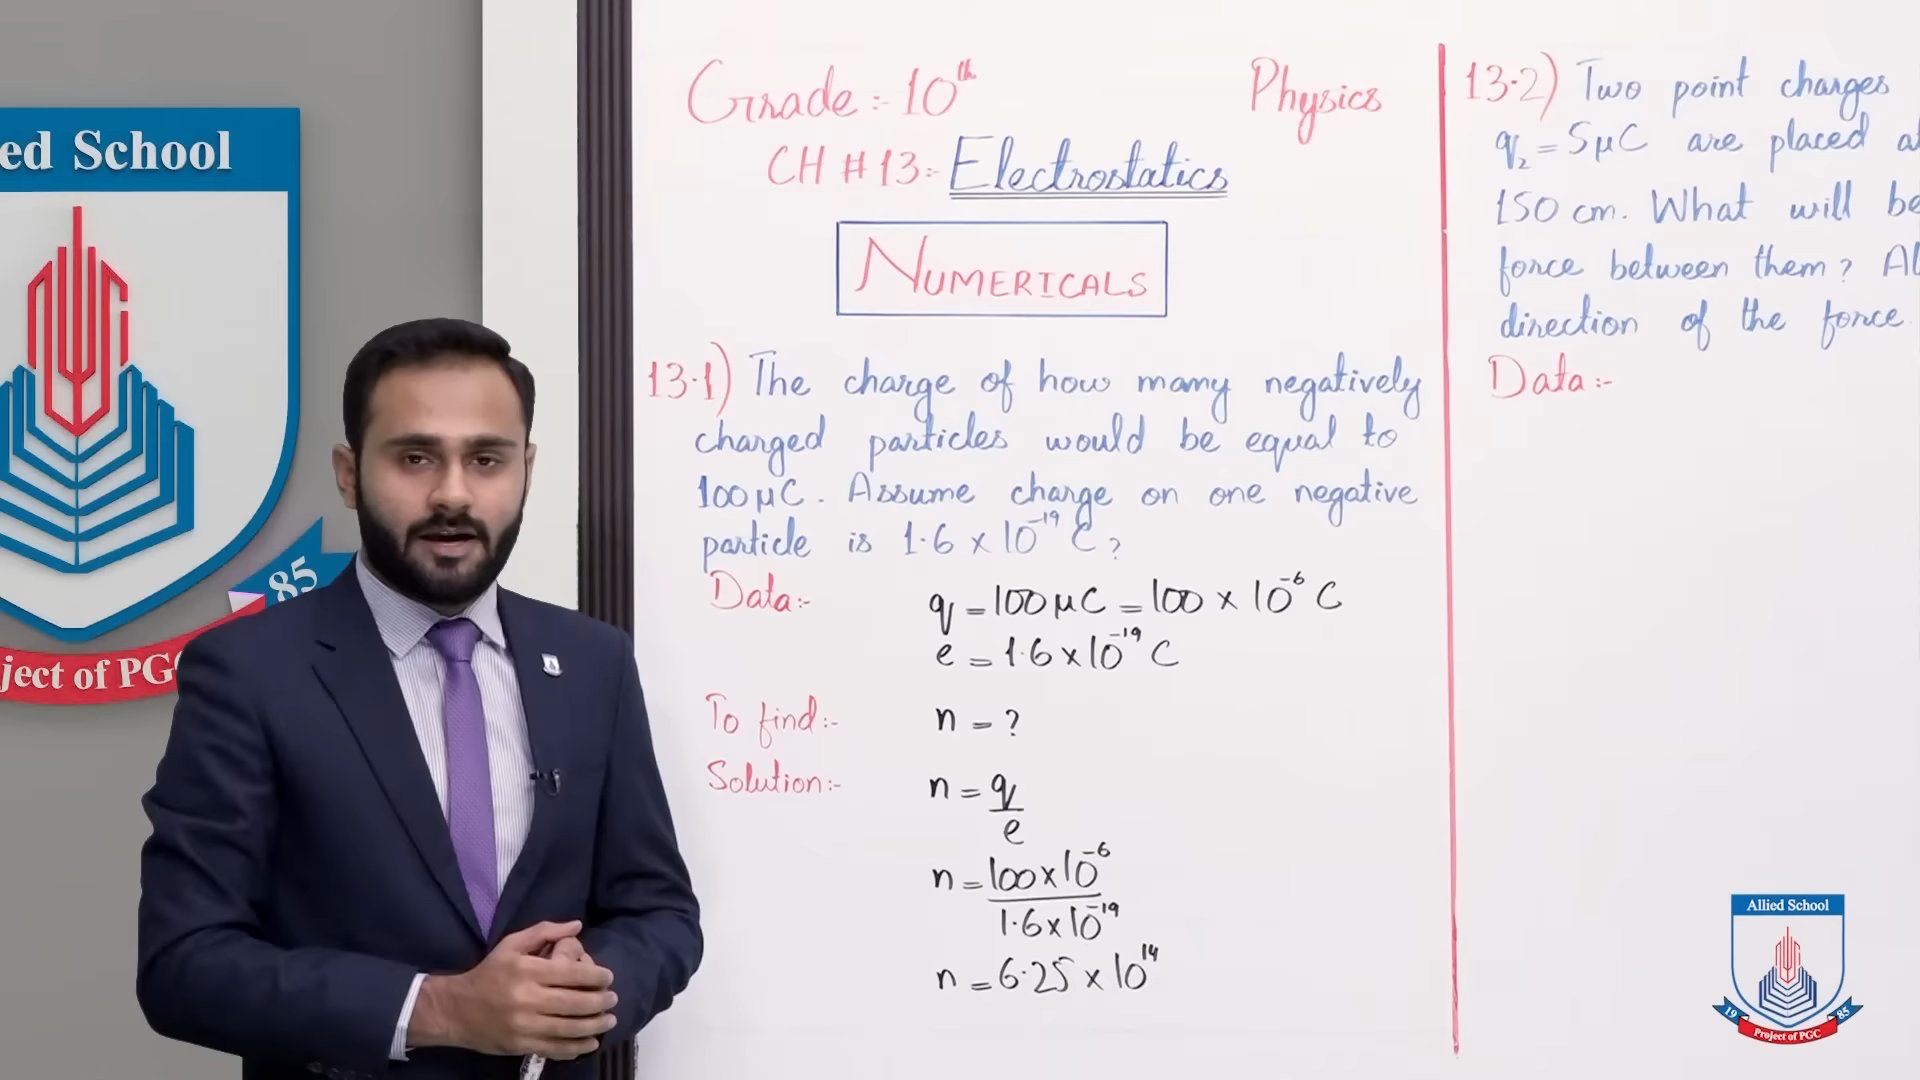 ed School
85
ject of PG
Grade:- 10th
Physics
CH # 13:- Electrostatics
NUMERICALS
13.1) The charge of how many negatively
charged particles would be equal to
100 μC. Assume charge on one negative
particle is 1.6 × 10⁻¹⁹ C?
Data:- q = 100 μC = 100 × 10⁻⁶ C
e = 1.6 × 10⁻¹⁹ C
To find:- n = ?
Solution:- n = q/e
n = 100 × 10⁻⁶ / 1.6 × 10⁻¹⁹
n = 6.25 × 10¹⁴
13.2) Two point charges
q₂ = 5 μC are placed a
150 cm. What will be
force between them? Al
direction of the force.
Data:-
Allied School
19 85
Project of PGC